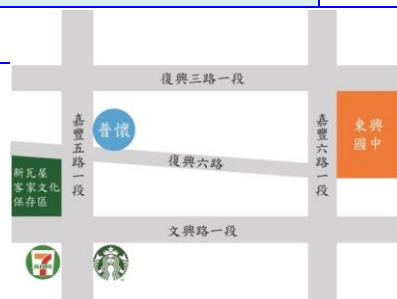 復興三路一段
嘉豐五路一段
普懷
嘉豐六路一段
東興
國中
復興六路
新瓦屋
客家文化
保存區
文興路一段
7
ELEVEN